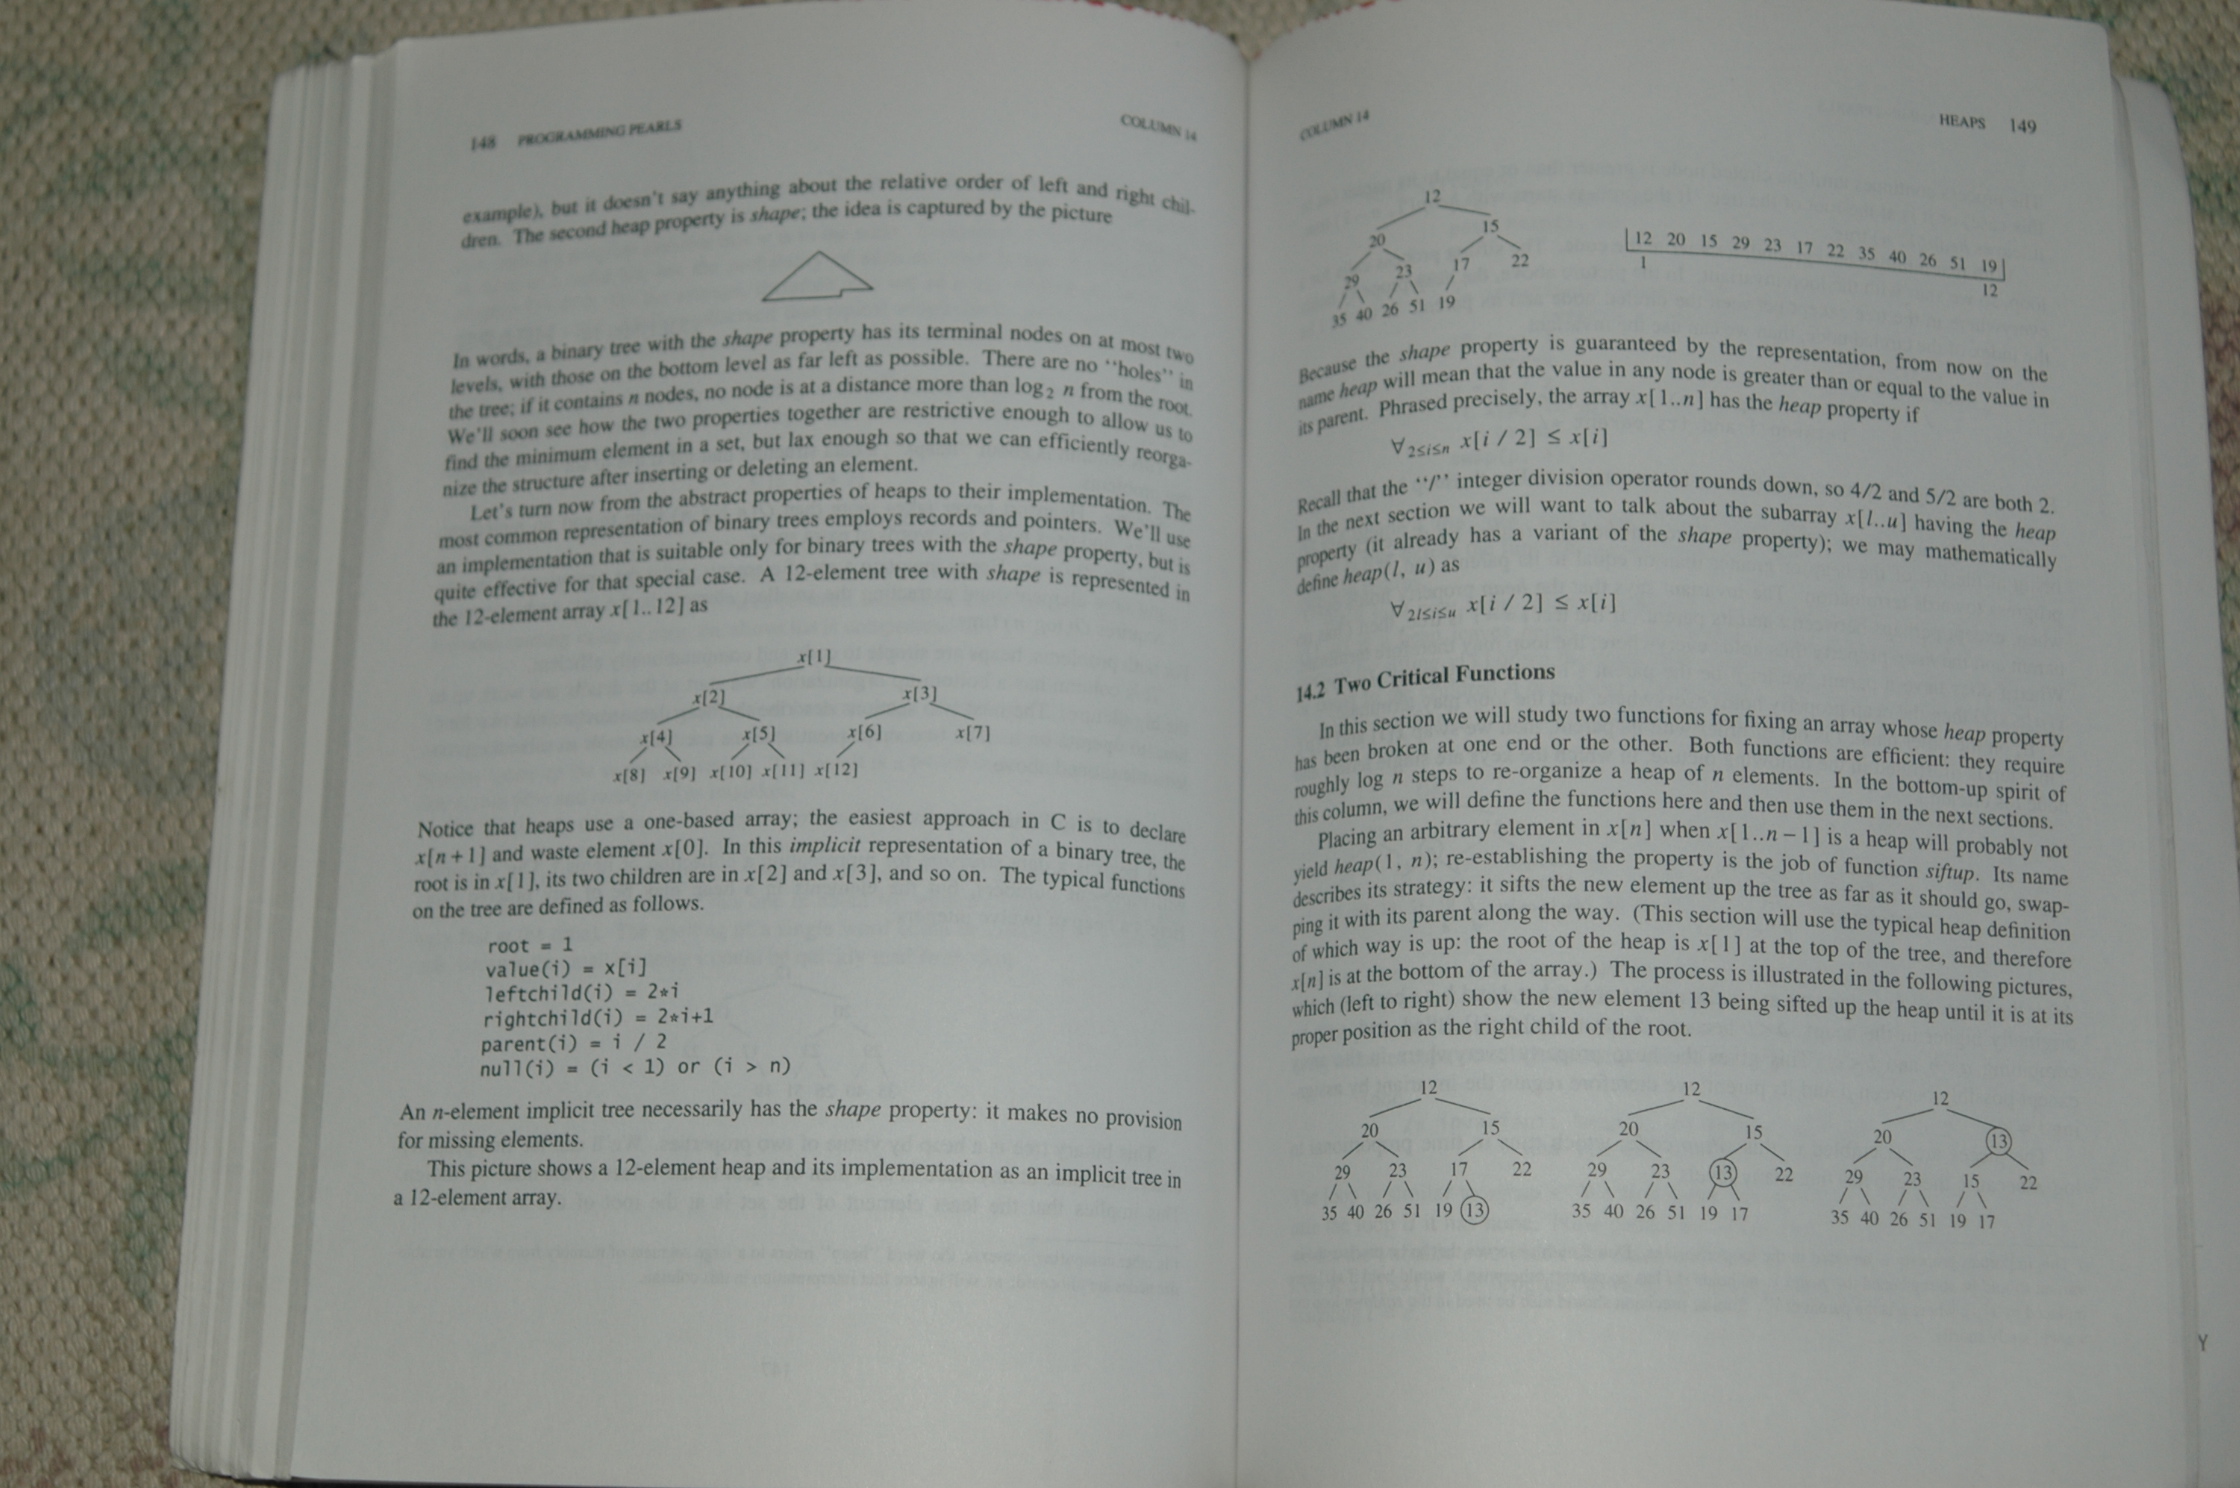 148 PROGRAMMING PEARLS COLUMN 14
example), but it doesn't say anything about the relative order of left and right chil-
dren. The second heap property is shape; the idea is captured by the picture
In words, a binary tree with the shape property has its terminal nodes on at most two
levels, with those on the bottom level as far left as possible. There are no ‘‘holes’’ in
the tree; if it contains n nodes, no node is at a distance more than log2 n from the root.
We'll soon see how the two properties together are restrictive enough to allow us to
find the minimum element in a set, but lax enough so that we can efficiently reorga-
nize the structure after inserting or deleting an element.
Let's turn now from the abstract properties of heaps to their implementation. The
most common representation of binary trees employs records and pointers. We'll use
an implementation that is suitable only for binary trees with the shape property, but is
quite effective for that special case. A 12-element tree with shape is represented in
the 12-element array x[1..12] as
x[1]
x[2] x[3]
x[4] x[5] x[6] x[7]
x[8] x[9] x[10] x[11] x[12]
Notice that heaps use a one-based array; the easiest approach in C is to declare
x[n+1] and waste element x[0]. In this implicit representation of a binary tree, the
root is in x[1], its two children are in x[2] and x[3], and so on. The typical functions
on the tree are defined as follows.
root = 1
value(i) = x[i]
leftchild(i) = 2*i
rightchild(i) = 2*i+1
parent(i) = i / 2
null(i) = (i < 1) or (i > n)
An n-element implicit tree necessarily has the shape property: it makes no provision
for missing elements.
This picture shows a 12-element heap and its implementation as an implicit tree in
a 12-element array.
COLUMN 14 HEAPS 149
12
20 15
29 23 17 22
35 40 26 51 19
12 20 15 29 23 17 22 35 40 26 51 19
1 12
Because the shape property is guaranteed by the representation, from now on the
name heap will mean that the value in any node is greater than or equal to the value in
its parent. Phrased precisely, the array x[1..n] has the heap property if
∀2≤i≤n x[i / 2] ≤ x[i]
Recall that the ‘‘/’’ integer division operator rounds down, so 4/2 and 5/2 are both 2.
In the next section we will want to talk about the subarray x[l..u] having the heap
property (it already has a variant of the shape property); we may mathematically
define heap(l, u) as
∀2l≤i≤u x[i / 2] ≤ x[i]
14.2 Two Critical Functions
In this section we will study two functions for fixing an array whose heap property
has been broken at one end or the other. Both functions are efficient: they require
roughly log n steps to re-organize a heap of n elements. In the bottom-up spirit of
this column, we will define the functions here and then use them in the next sections.
Placing an arbitrary element in x[n] when x[1..n−1] is a heap will probably not
yield heap(1, n); re-establishing the property is the job of function siftup. Its name
describes its strategy: it sifts the new element up the tree as far as it should go, swap-
ping it with its parent along the way. (This section will use the typical heap definition
of which way is up: the root of the heap is x[1] at the top of the tree, and therefore
x[n] is at the bottom of the array.) The process is illustrated in the following pictures,
which (left to right) show the new element 13 being sifted up the heap until it is at its
proper position as the right child of the root.
12 12 12
20 15 20 15 20 13
29 23 17 22 29 23 13 22 29 23 15 22
35 40 26 51 19 13 35 40 26 51 19 17 35 40 26 51 19 17
Y